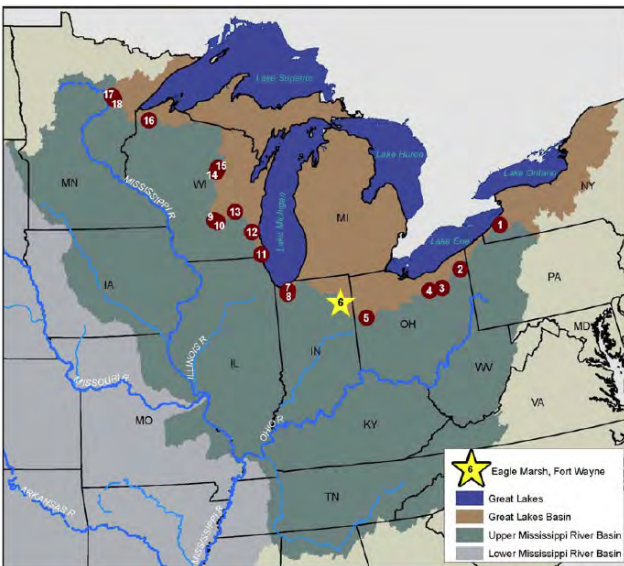 Lake Superior
17
18
16
MN
MISSISSIPPI R
WI
15
14
9
10
13
12
11
Lake Michigan
Lake Huron
MI
Lake Ontario
NY
Lake Erie
1
2
3
4
5
6
7
8
PA
MD
OH
IN
IL
IA
ILLINOIS R
MISSOURI R
MO
OHIO R
WV
VA
KY
TN
ARKANSAS R
MISSISSIPPI R
6 Eagle Marsh, Fort Wayne
Great Lakes
Great Lakes Basin
Upper Mississippi River Basin
Lower Mississippi River Basin